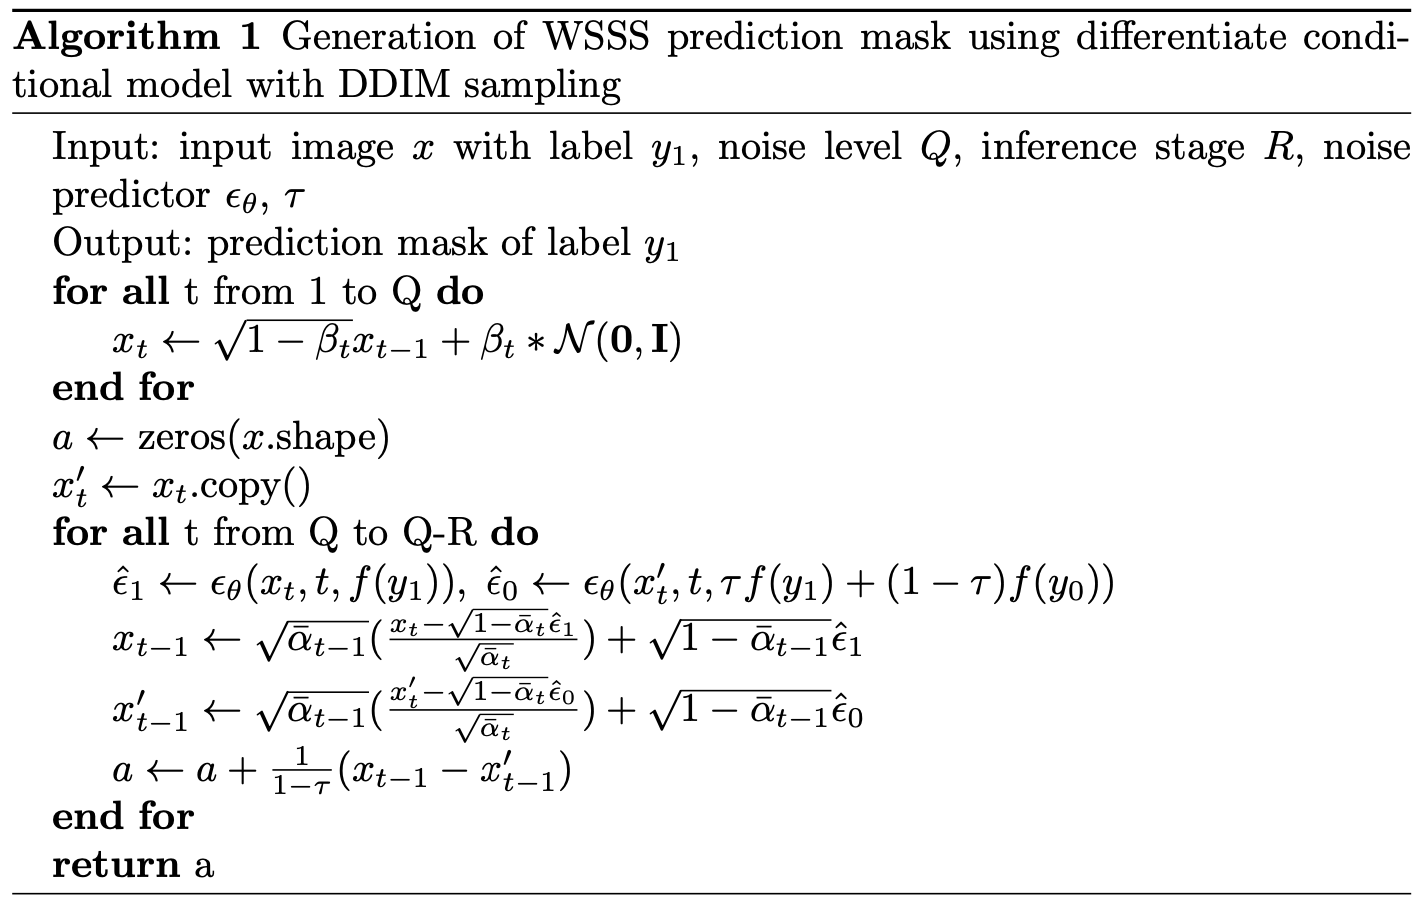 Algorithm 1 Generation of WSSS prediction mask using differentiate condi-
tional model with DDIM sampling
Input: input image $x$ with label $y_1$, noise level $Q$, inference stage $R$, noise
predictor $\epsilon_\theta$, $\tau$
Output: prediction mask of label $y_1$
for all t from 1 to Q do
$x_t \leftarrow \sqrt{1-\beta_t}x_{t-1} + \beta_t * \mathcal{N}(\mathbf{0}, \mathbf{I})$
end for
$a \leftarrow$ zeros($x$.shape)
$x'_t \leftarrow x_t$.copy()
for all t from Q to Q-R do
$\hat{\epsilon}_1 \leftarrow \epsilon_\theta(x_t, t, f(y_1)),\ \hat{\epsilon}_0 \leftarrow \epsilon_\theta(x'_t, t, \tau f(y_1) + (1-\tau)f(y_0))$
$x_{t-1} \leftarrow \sqrt{\bar{\alpha}_{t-1}}(\frac{x_t - \sqrt{1-\bar{\alpha}_t}\hat{\epsilon}_1}{\sqrt{\bar{\alpha}_t}}) + \sqrt{1-\bar{\alpha}_{t-1}}\hat{\epsilon}_1$
$x'_{t-1} \leftarrow \sqrt{\bar{\alpha}_{t-1}}(\frac{x'_t - \sqrt{1-\bar{\alpha}_t}\hat{\epsilon}_0}{\sqrt{\bar{\alpha}_t}}) + \sqrt{1-\bar{\alpha}_{t-1}}\hat{\epsilon}_0$
$a \leftarrow a + \frac{1}{1-\tau}(x_{t-1} - x'_{t-1})$
end for
return a